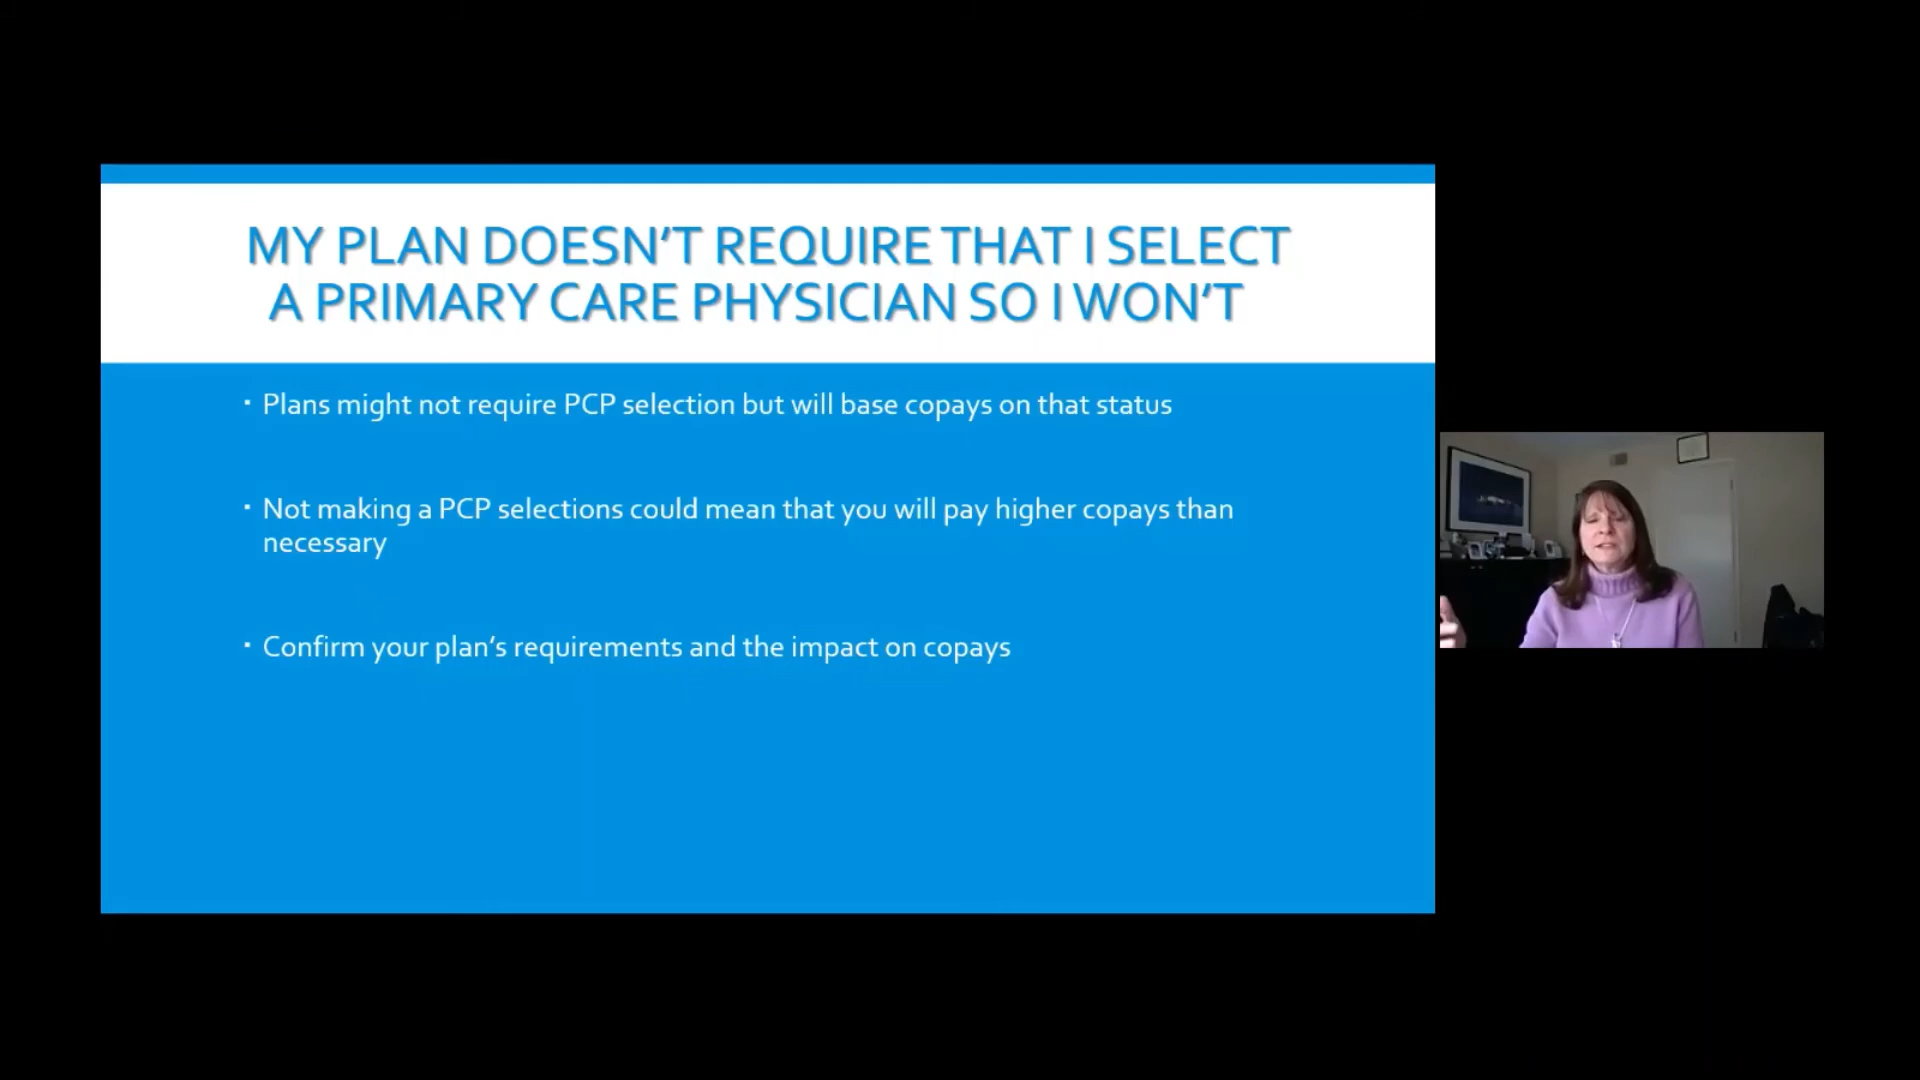 MY PLAN DOESN’T REQUIRE THAT I SELECT
A PRIMARY CARE PHYSICIAN SO I WON’T
▪ Plans might not require PCP selection but will base copays on that status
▪ Not making a PCP selections could mean that you will pay higher copays than
necessary
▪ Confirm your plan’s requirements and the impact on copays